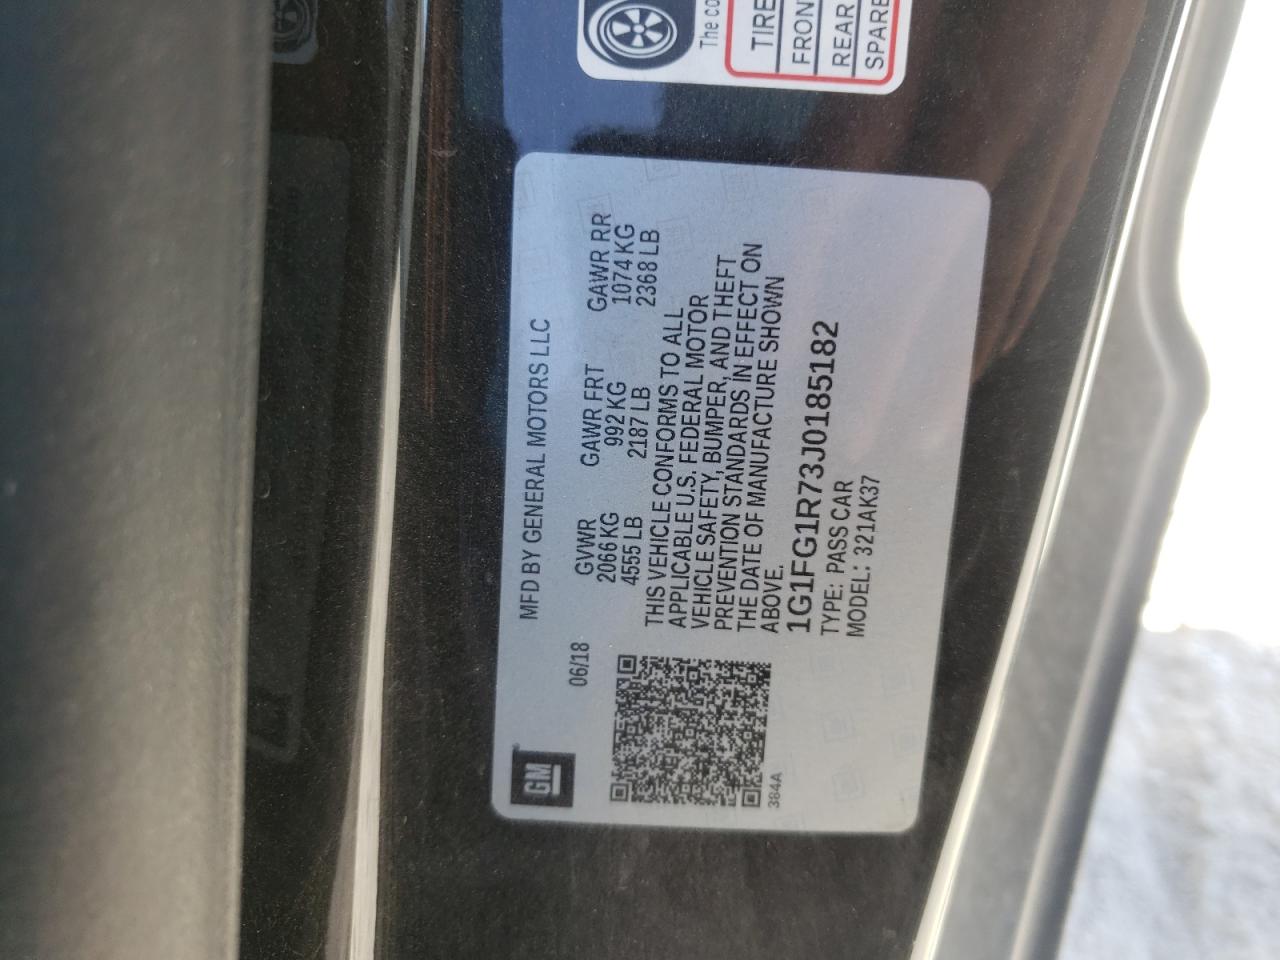 The co
TIRE
FRON
REAR
SPARE
MFD BY GENERAL MOTORS LLC
06/18
GVWR GAWR FRT GAWR RR
2066 KG 992 KG 1074 KG
4555 LB 2187 LB 2368 LB
THIS VEHICLE CONFORMS TO ALL
APPLICABLE U.S. FEDERAL MOTOR
VEHICLE SAFETY, BUMPER, AND THEFT
PREVENTION STANDARDS IN EFFECT ON
THE DATE OF MANUFACTURE SHOWN
ABOVE.
1G1FG1R73J0185182
TYPE: PASS CAR
MODEL: 321AK37
GM
384A